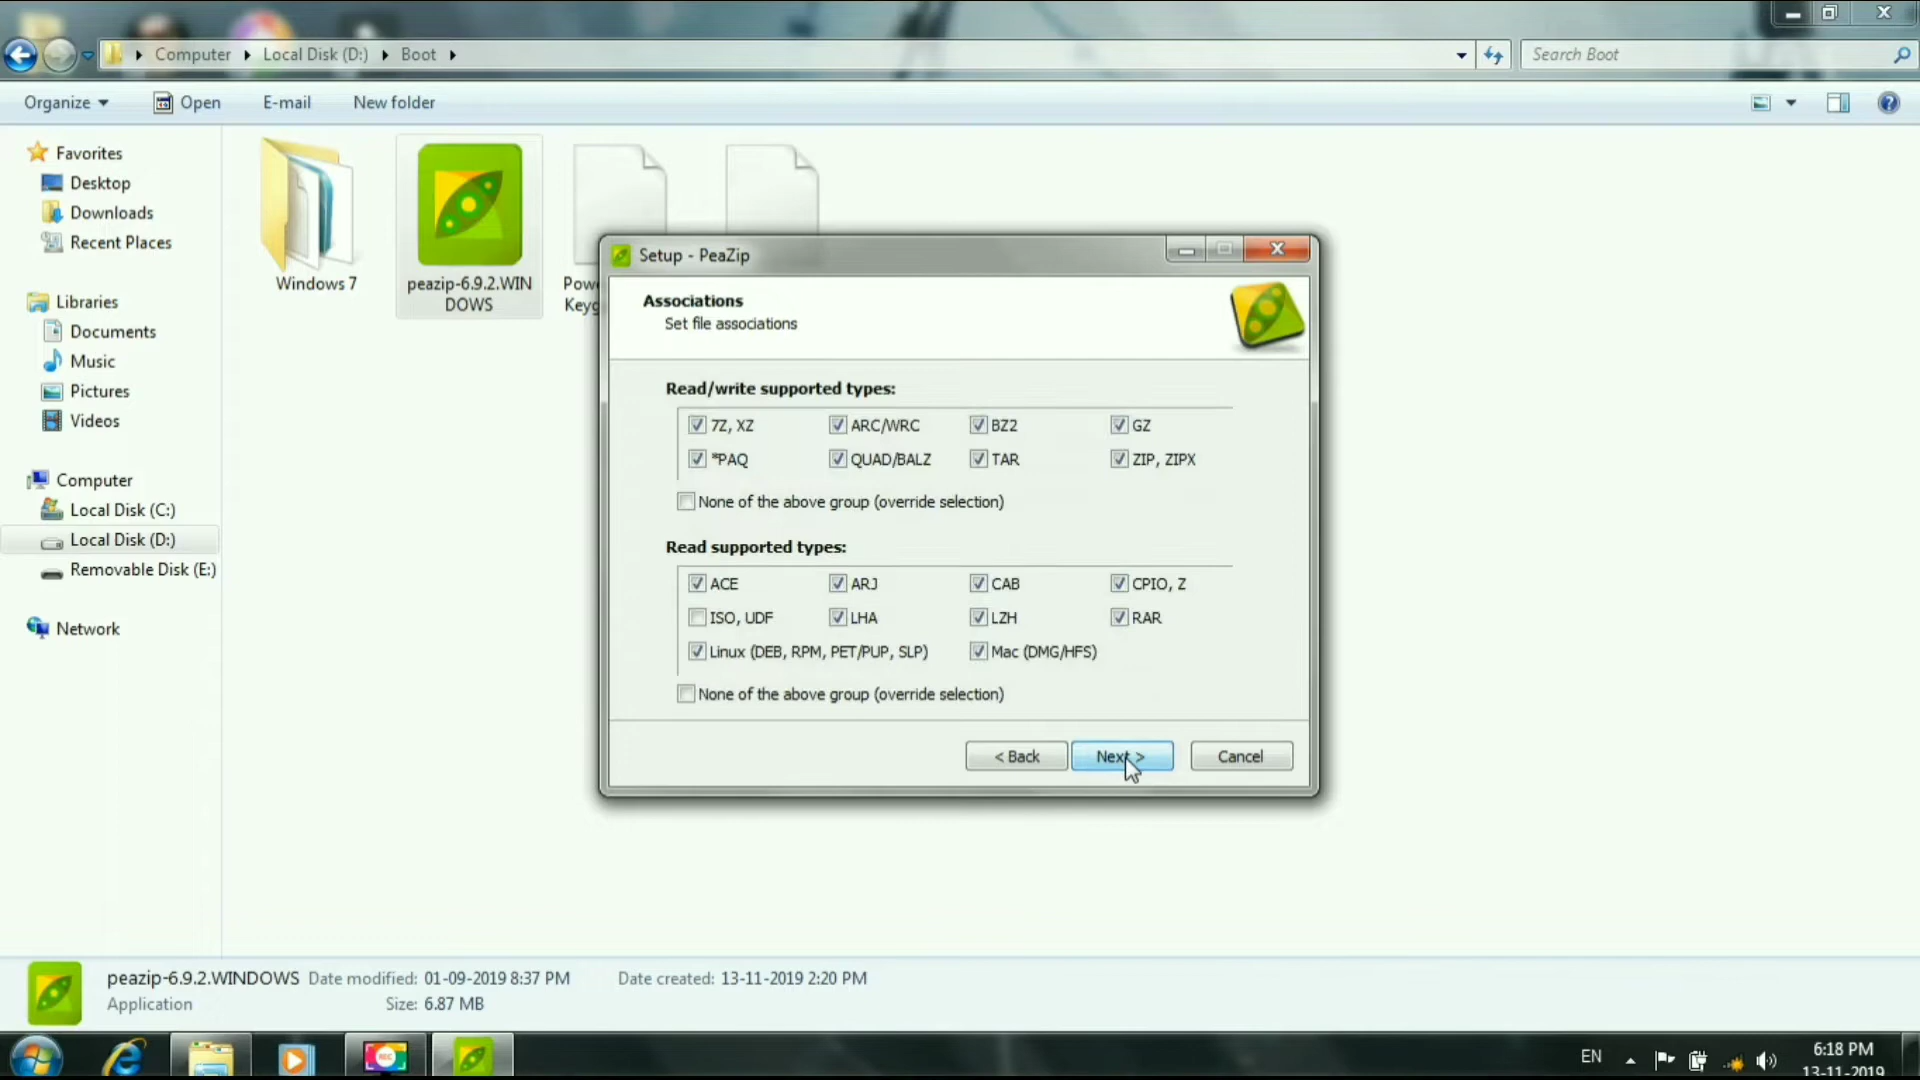 Computer Local Disk (D:) Boot
Search Boot
Organize Open E-mail New folder
Favorites
Desktop
Downloads
Recent Places
Libraries
Documents
Music
Pictures
Videos
Computer
Local Disk (C:)
Local Disk (D:)
Removable Disk (E:)
Network
Windows 7
peazip-6.9.2.WIN
DOWS
Setup - PeaZip
Associations
Set file associations
Read/write supported types:
7Z, XZ ARC/WRC BZ2 GZ
*PAQ QUAD/BALZ TAR ZIP, ZIPX
None of the above group (override selection)
Read supported types:
ACE ARJ CAB CPIO, Z
ISO, UDF LHA LZH RAR
Linux (DEB, RPM, PET/PUP, SLP) Mac (DMG/HFS)
None of the above group (override selection)
< Back Next > Cancel
peazip-6.9.2.WINDOWS Date modified: 01-09-2019 8:37 PM Date created: 13-11-2019 2:20 PM
Application Size: 6.87 MB
EN
6:18 PM
13-11-2019